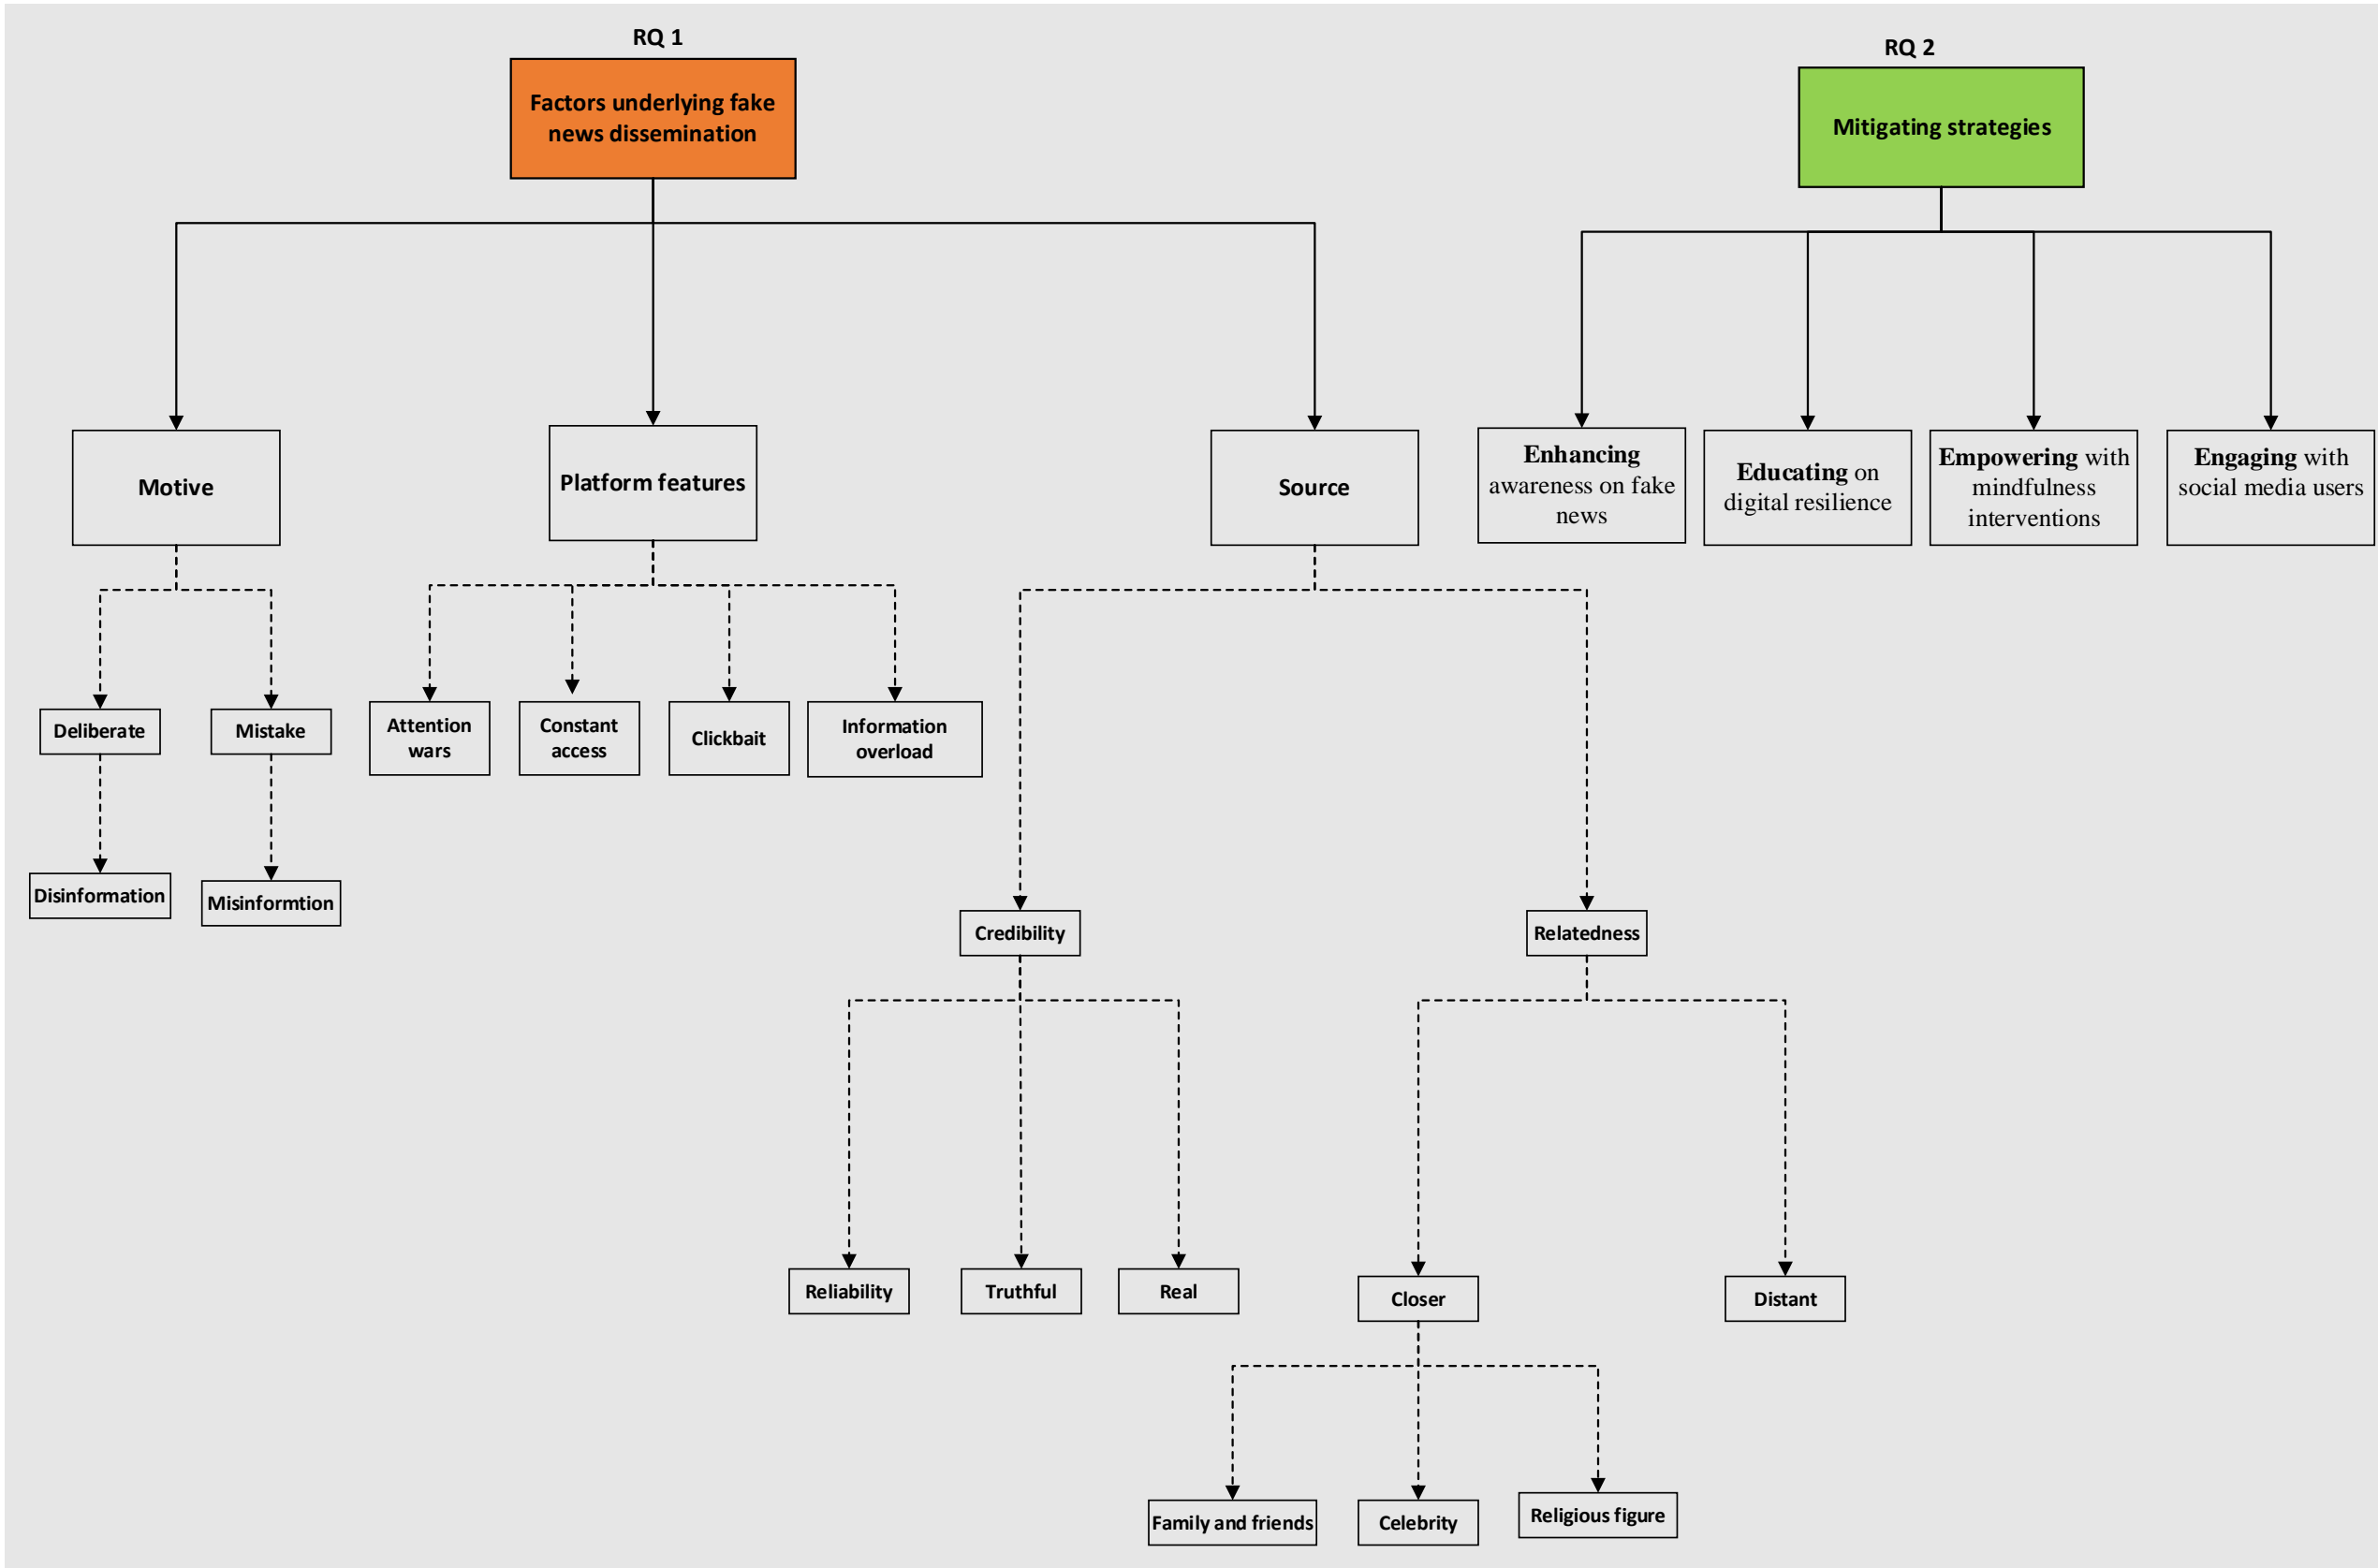 RQ 1
Factors underlying fake
news dissemination
RQ 2
Mitigating strategies
Motive
Platform features
Source
Enhancing
awareness on fake
news
Educating on
digital resilience
Empowering with
mindfulness
interventions
Engaging with
social media users
Deliberate
Mistake
Attention
wars
Constant
access
Clickbait
Information
overload
Disinformation
Misinformtion
Credibility
Relatedness
Reliability
Truthful
Real
Closer
Distant
Family and friends
Celebrity
Religious figure